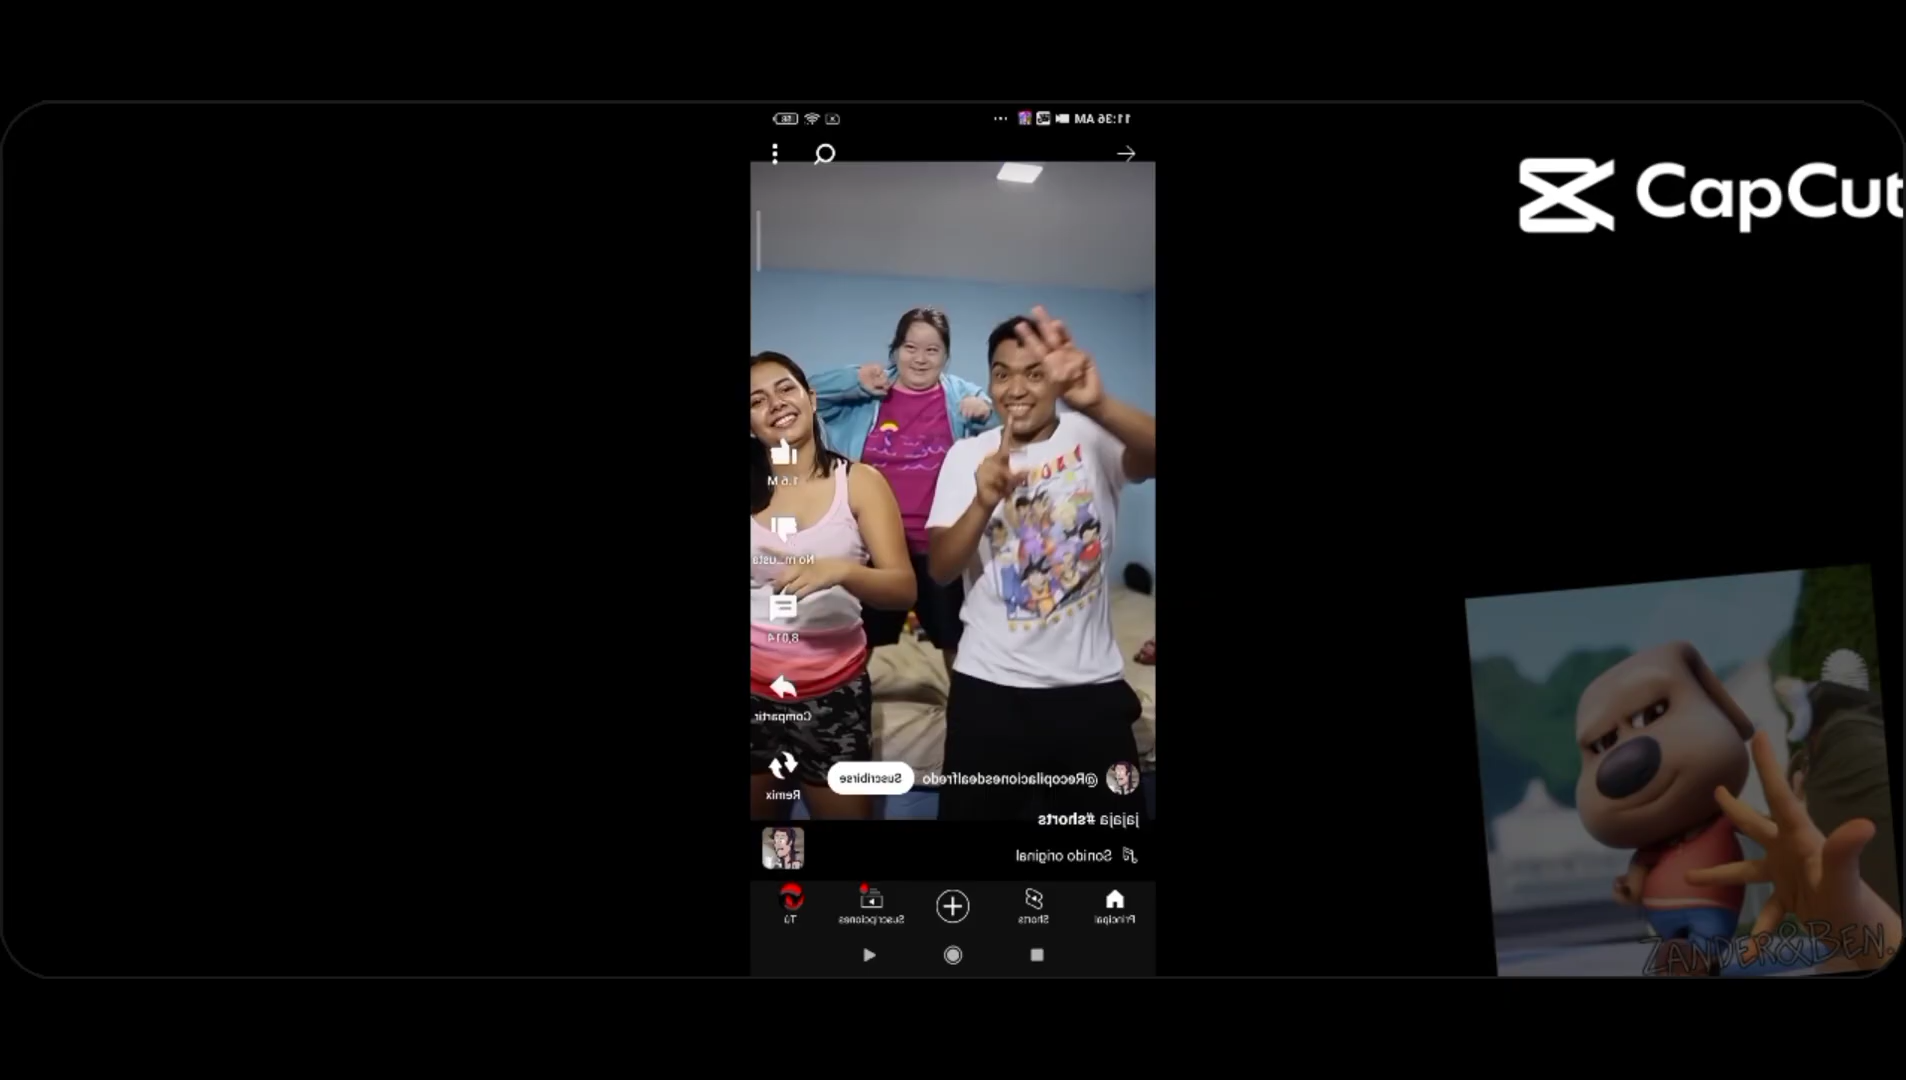 11:36 AM
CapCut
1.6 M
No m...usta
8,014
Compartir
Remix
@Recopilacionesdealfredo
Suscribirse
jajaja #shorts
Sonido original
Principal
Shorts
Suscripciones
Tú
ZANDER&BEN.